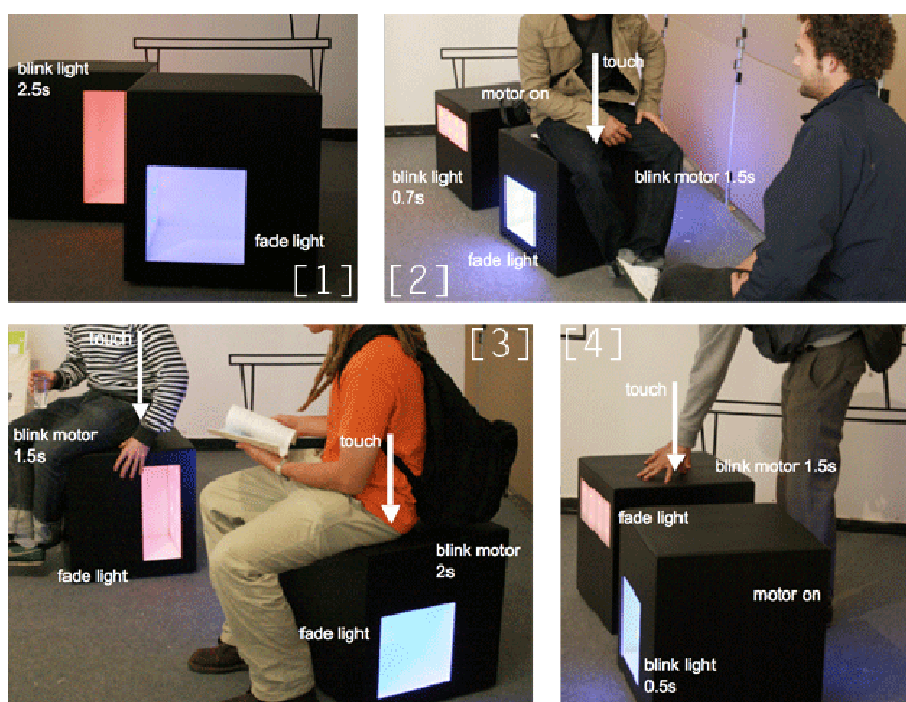 blink light
2.5s
fade light
[1]
touch
motor on
blink light
0.7s
blink motor 1.5s
fade light
[2]
touch
[3]
blink motor
1.5s
touch
fade light
blink motor
2s
fade light
[4]
touch
blink motor 1.5s
fade light
motor on
blink light
0.5s